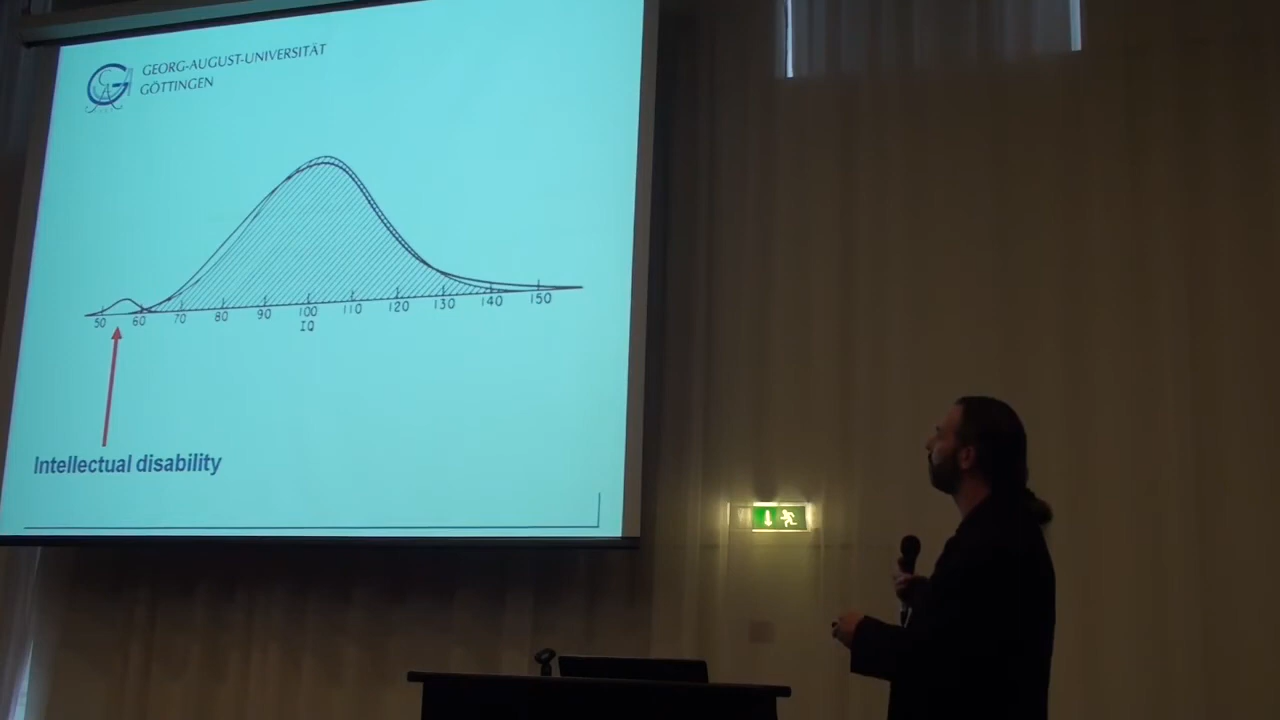 GEORG-AUGUST-UNIVERSITÄT
GÖTTINGEN
50 60 70 80 90 100 110 120 130 140 150
IQ
Intellectual disability